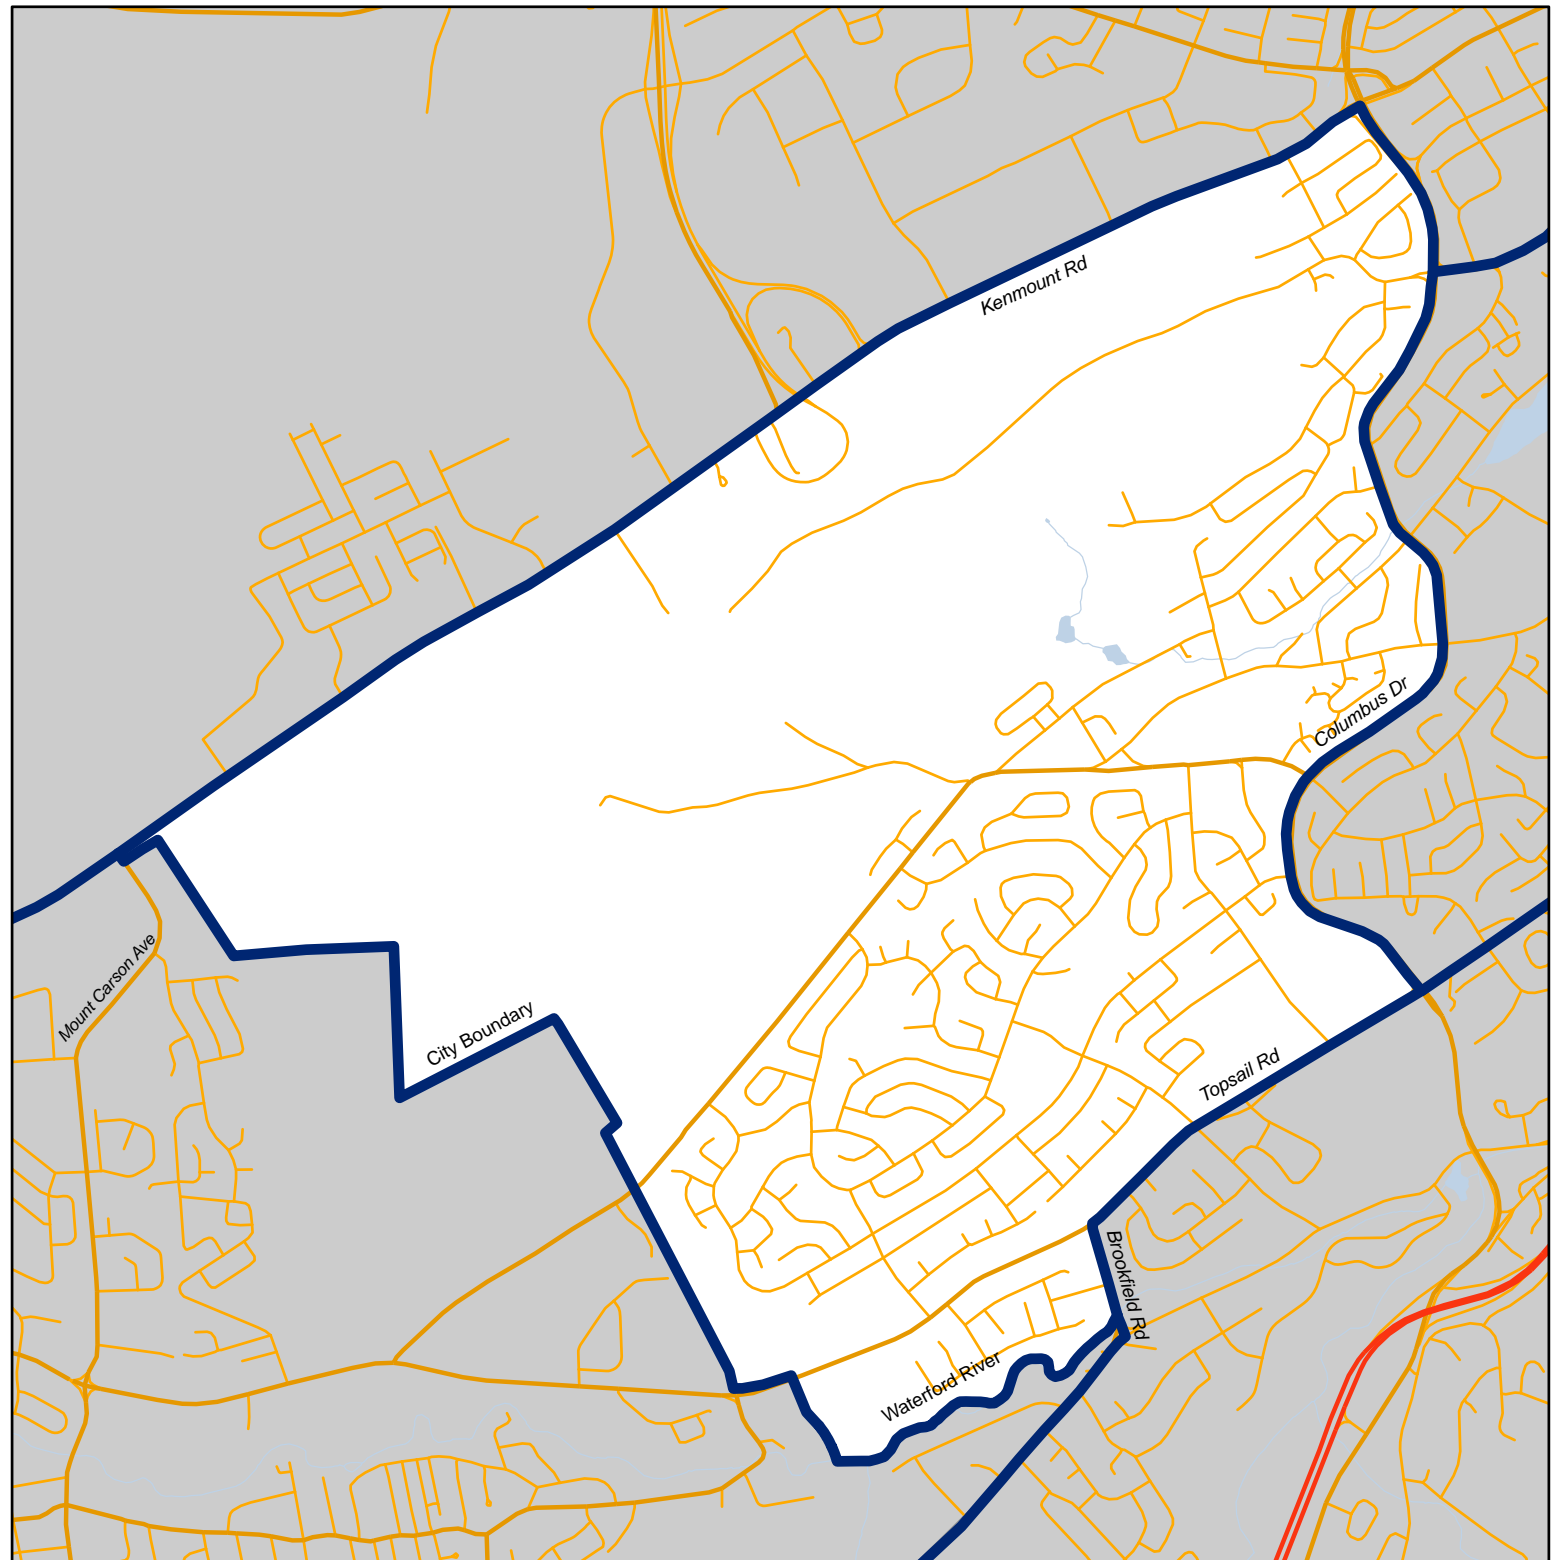 Kenmount Rd
Columbus Dr
Mount Carson Ave
City Boundary
Topsail Rd
Brookfield Rd
Waterford River